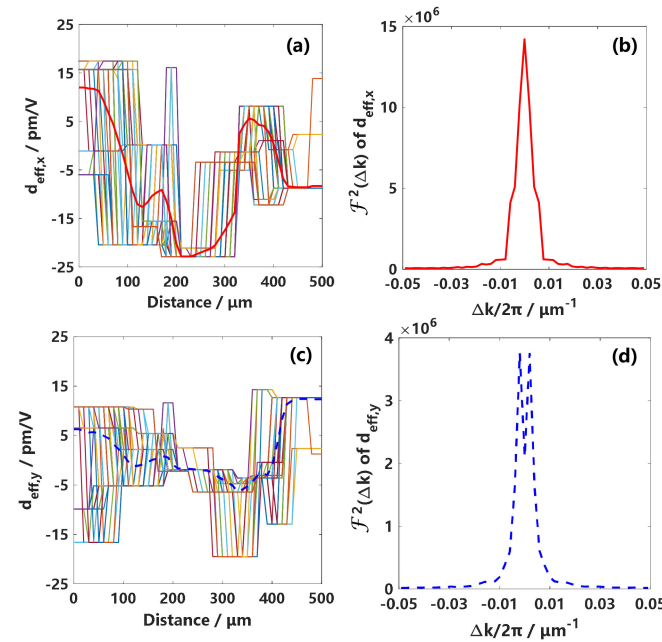 (a)
25
15
5
-5
-15
-25
d_eff,x / pm/V
0 100 200 300 400 500
Distance / μm
(b)
×10⁶
15
10
5
0
ℱ²(Δk) of d_eff,x
-0.05 -0.03 -0.01 0.01 0.03 0.05
Δk/2π / μm⁻¹
(c)
25
15
5
-5
-15
-25
d_eff,y / pm/V
0 100 200 300 400 500
Distance / μm
(d)
×10⁶
4
3
2
1
0
ℱ²(Δk) of d_eff,y
-0.05 -0.03 -0.01 0.01 0.03 0.05
Δk/2π / μm⁻¹